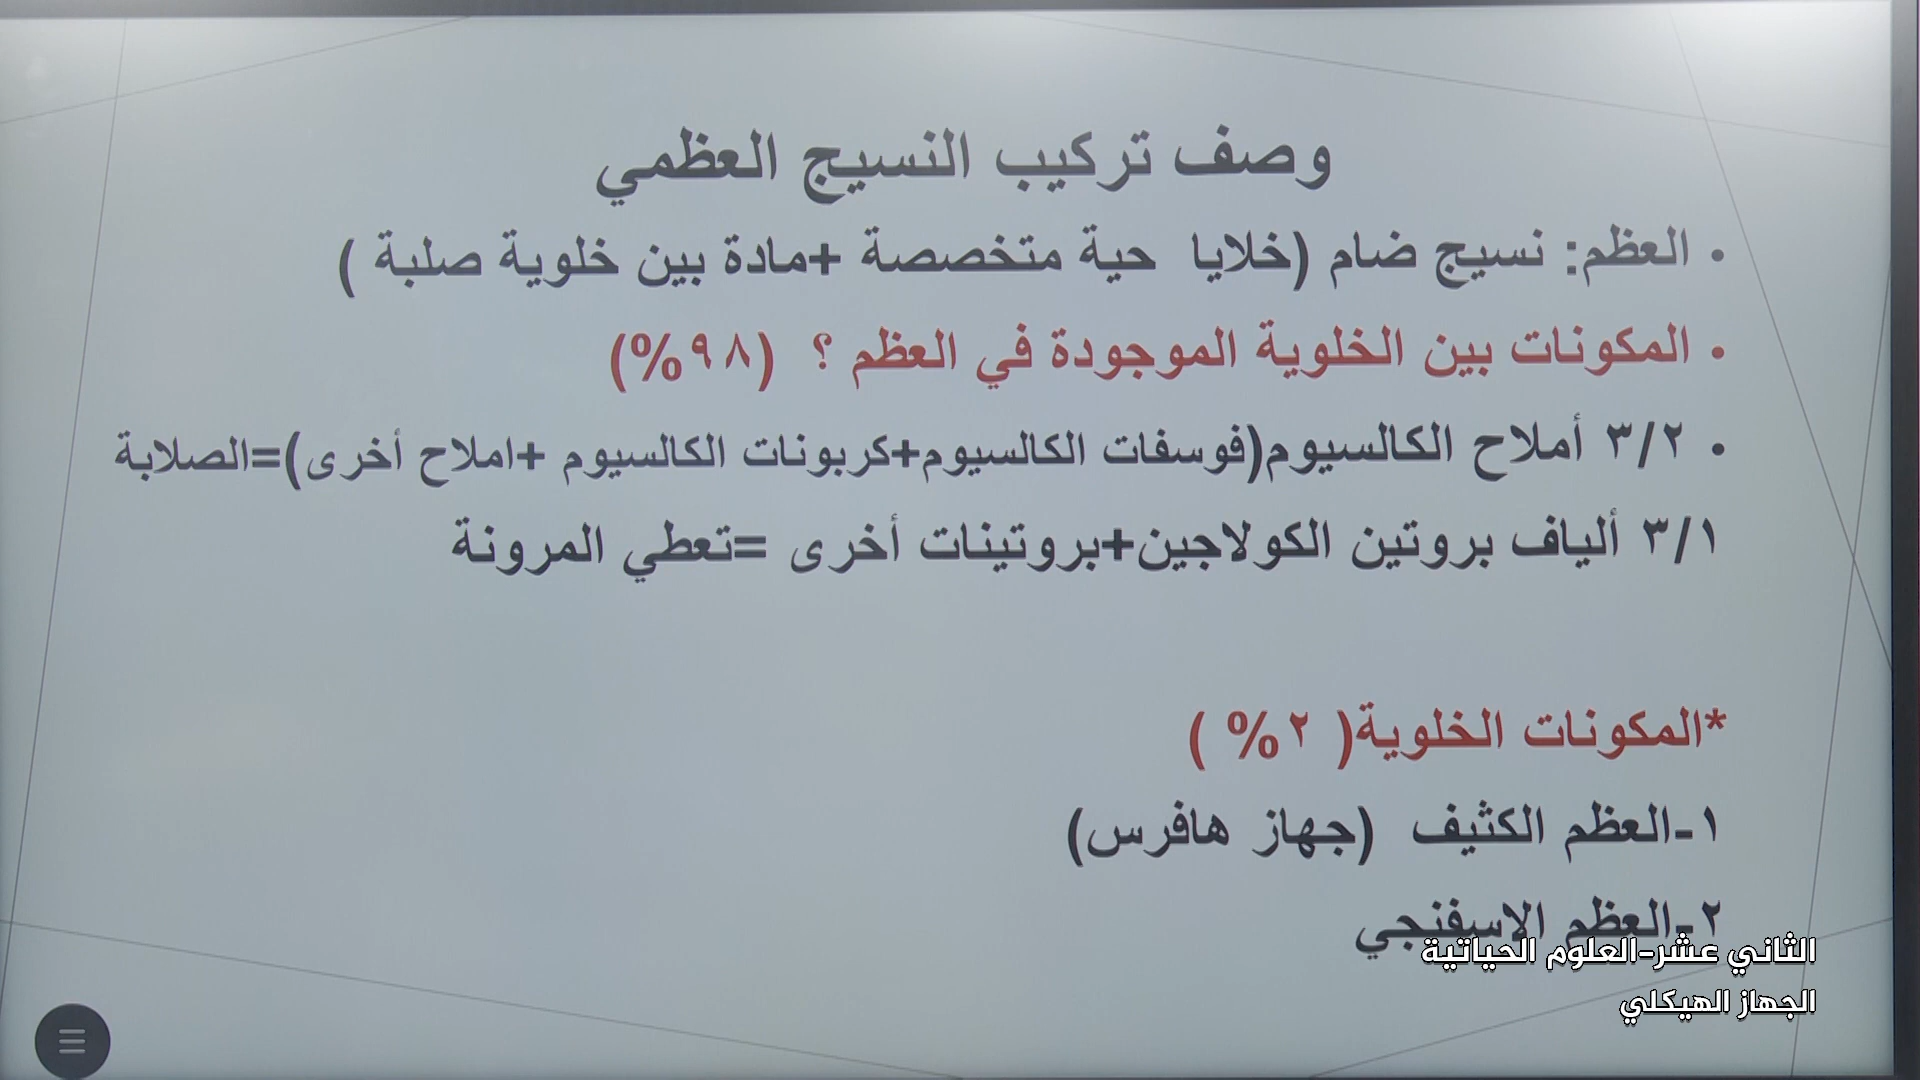 وصف تركيب النسيج العظمي
• العظم: نسيج ضام (خلايا حية متخصصة +مادة بين خلوية صلبة )
• المكونات بين الخلوية الموجودة في العظم ؟ (٩٨%)
• ٣/٢ أملاح الكالسيوم(فوسفات الكالسيوم+كربونات الكالسيوم +املاح أخرى)=الصلابة
٣/١ ألياف بروتين الكولاجين+بروتينات أخرى =تعطي المرونة
*المكونات الخلوية( ٢% )
١-العظم الكثيف (جهاز هافرس)
٢-العظم الاسفنجي
الثاني عشر-العلوم الحياتية
الجهاز الهيكلي